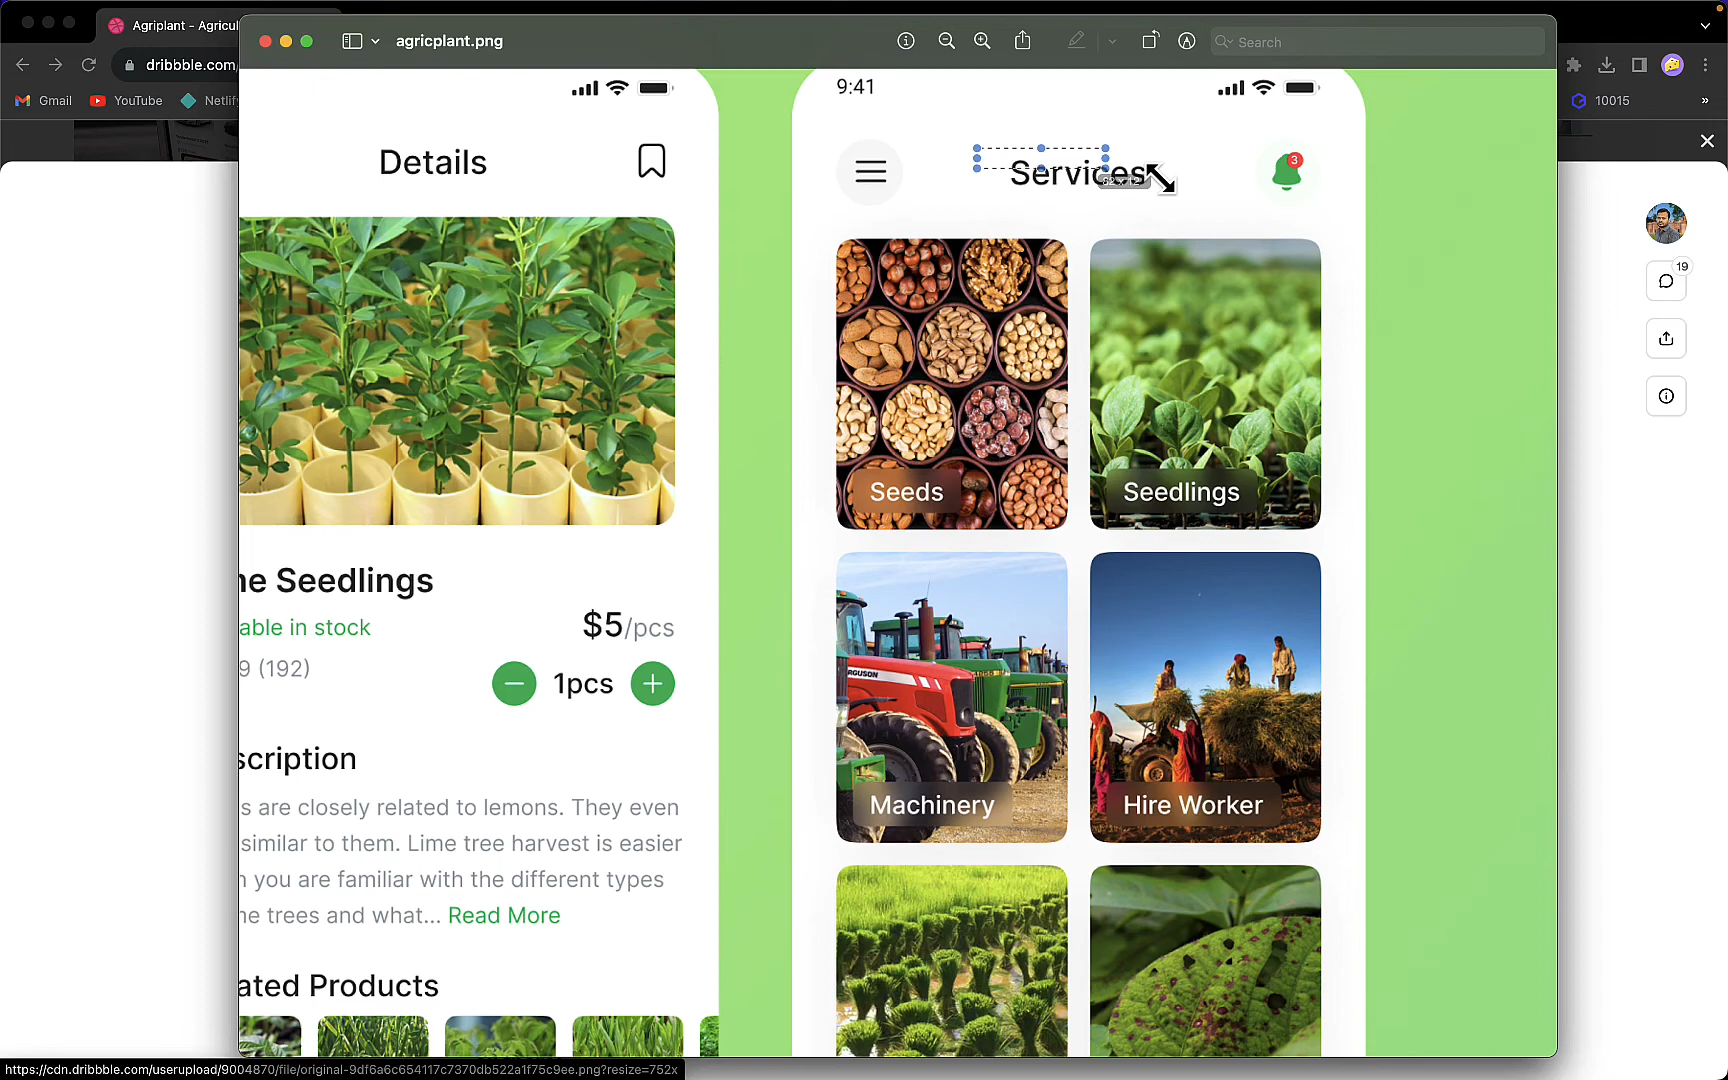 Agriplant - Agricul
agricplant.png
Search
dribbble.com
Gmail
YouTube
Netlify
10015
»
9:41
Details
Services
3
19
Seeds
Seedlings
ne Seedlings
able in stock
$5/pcs
9 (192)
1pcs
FERGUSON
Machinery
Hire Worker
scription
s are closely related to lemons. They even
similar to them. Lime tree harvest is easier
n you are familiar with the different types
ne trees and what... Read More
ated Products
https://cdn.dribbble.com/userupload/9004870/file/original-9df6a6c654117c7370db522a1f75c9ee.png?resize=752x